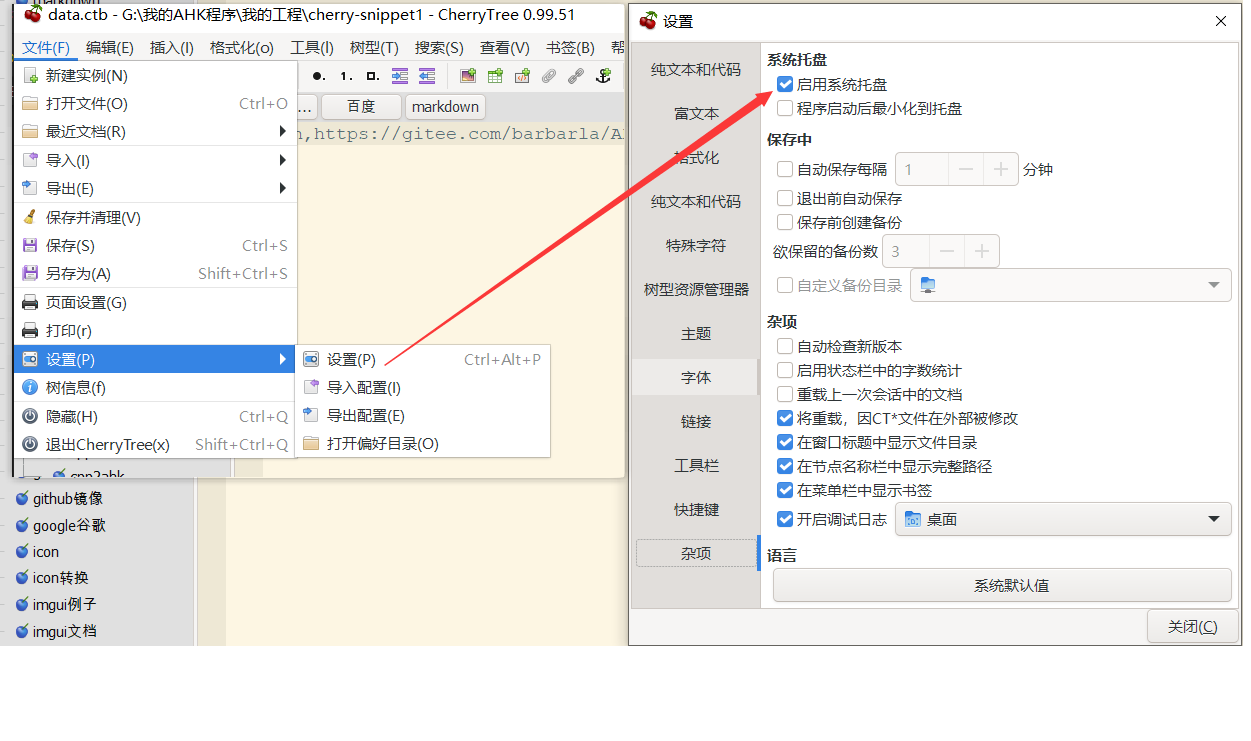 data.ctb - G:\我的AHK程序\我的工程\cherry-snippet1 - CherryTree 0.99.51
文件(F) 编辑(E) 插入(I) 格式化(o) 工具(l) 树型(T) 搜索(S) 查看(V) 书签(B) 帮
新建实例(N)
打开文件(O) Ctrl+O
最近文档(R)
导入(I)
导出(E)
保存并清理(V)
保存(S) Ctrl+S
另存为(A) Shift+Ctrl+S
页面设置(G)
打印(r)
设置(P)
树信息(f)
隐藏(H) Ctrl+Q
退出CherryTree(x) Shift+Ctrl+Q
设置(P) Ctrl+Alt+P
导入配置(I)
导出配置(E)
打开偏好目录(O)
... 百度 markdown
,https://gitee.com/barbarla/A
github镜像
google谷歌
icon
icon转换
imgui例子
imgui文档
设置
纯文本和代码
富文本
格式化
纯文本和代码
特殊字符
树型资源管理器
主题
字体
链接
工具栏
快捷键
杂项
系统托盘
启用系统托盘
程序启动后最小化到托盘
保存中
自动保存每隔 1 分钟
退出前自动保存
保存前创建备份
欲保留的备份数 3
自定义备份目录
杂项
自动检查新版本
启用状态栏中的字数统计
重载上一次会话中的文档
将重载，因CT*文件在外部被修改
在窗口标题中显示文件目录
在节点名称栏中显示完整路径
在菜单栏中显示书签
开启调试日志 桌面
语言
系统默认值
关闭(C)